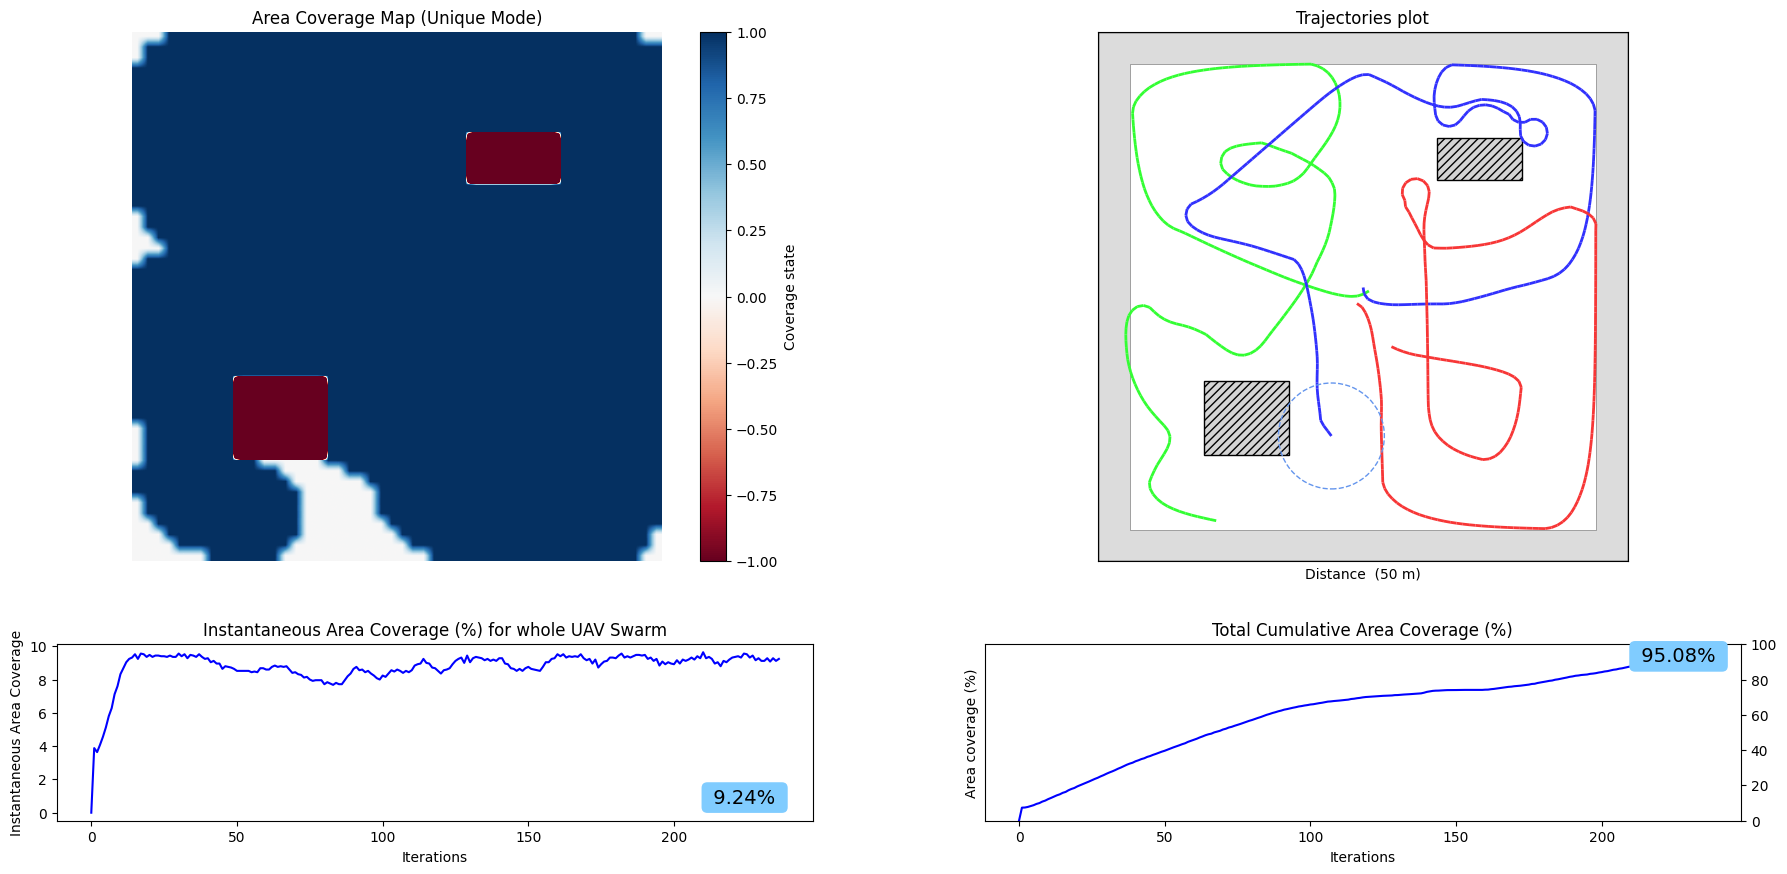 Area Coverage Map (Unique Mode)
1.00
0.75
0.50
0.25
0.00
−0.25
−0.50
−0.75
−1.00
Coverage state
Trajectories plot
Distance  (50 m)
Instantaneous Area Coverage (%) for whole UAV Swarm
Instantaneous Area Coverage
10
8
6
4
2
0
9.24%
0 50 100 150 200
Iterations
Total Cumulative Area Coverage (%)
Area coverage (%)
95.08%
100
80
60
40
20
0
0 50 100 150 200
Iterations